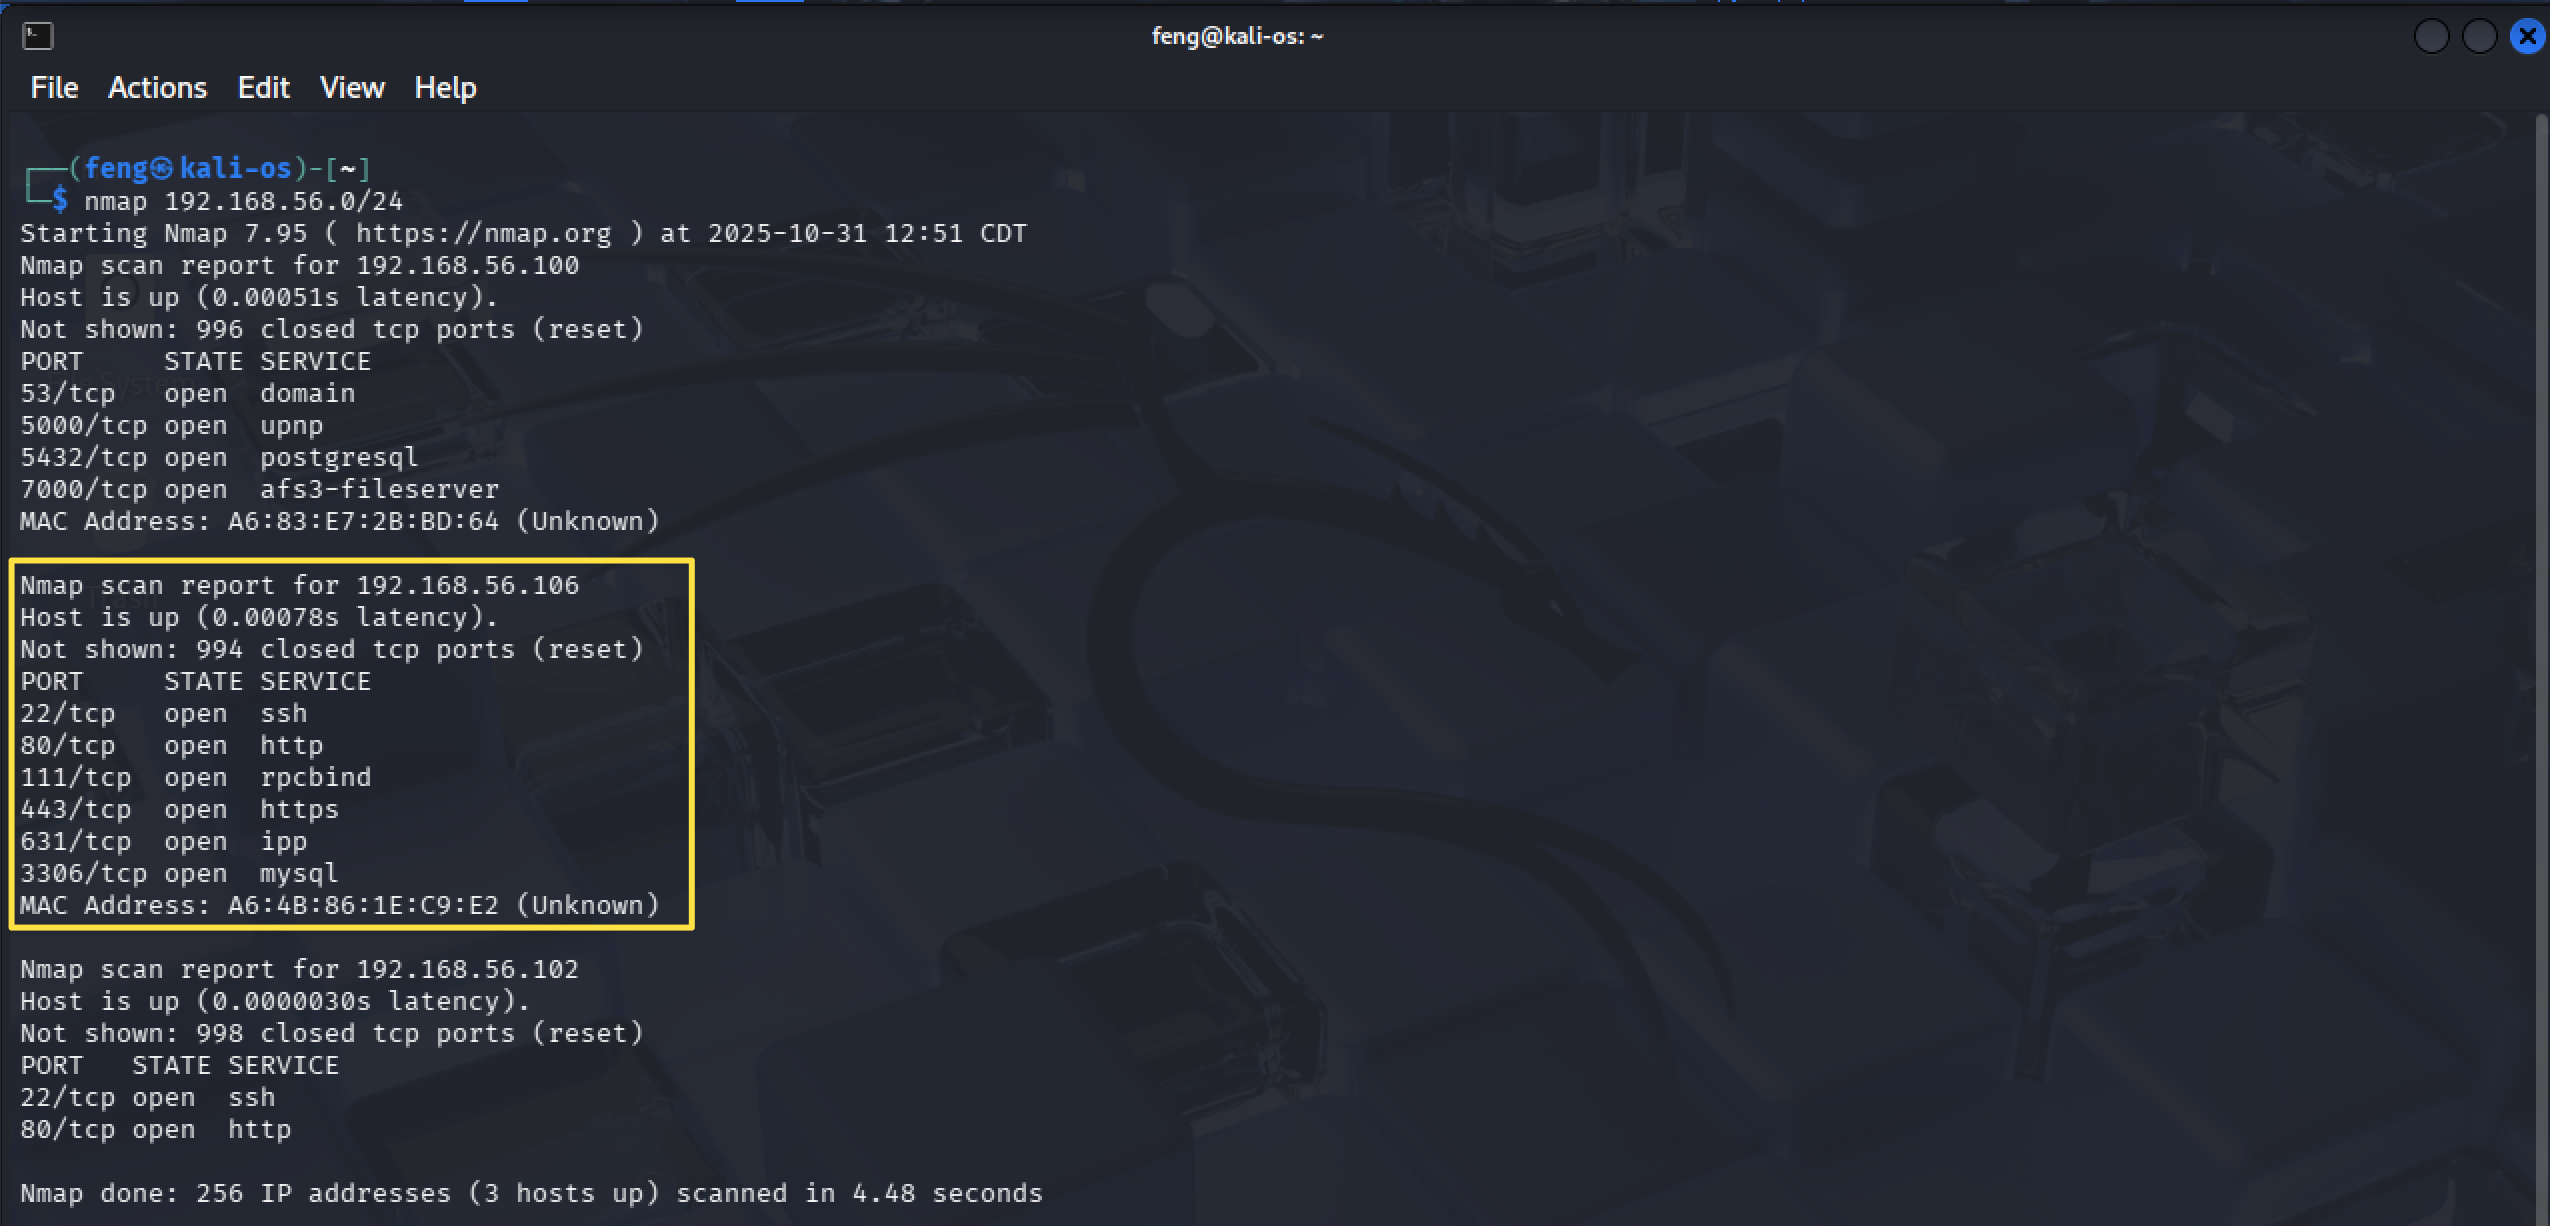 feng@kali-os: ~
File Actions Edit View Help
┌──(feng㉿kali-os)-[~]
└─$ nmap 192.168.56.0/24
Starting Nmap 7.95 ( https://nmap.org ) at 2025-10-31 12:51 CDT
Nmap scan report for 192.168.56.100
Host is up (0.00051s latency).
Not shown: 996 closed tcp ports (reset)
PORT     STATE SERVICE
53/tcp   open  domain
5000/tcp open  upnp
5432/tcp open  postgresql
7000/tcp open  afs3-fileserver
MAC Address: A6:83:E7:2B:BD:64 (Unknown)
Nmap scan report for 192.168.56.106
Host is up (0.00078s latency).
Not shown: 994 closed tcp ports (reset)
PORT     STATE SERVICE
22/tcp   open  ssh
80/tcp   open  http
111/tcp  open  rpcbind
443/tcp  open  https
631/tcp  open  ipp
3306/tcp open  mysql
MAC Address: A6:4B:86:1E:C9:E2 (Unknown)
Nmap scan report for 192.168.56.102
Host is up (0.0000030s latency).
Not shown: 998 closed tcp ports (reset)
PORT   STATE SERVICE
22/tcp open  ssh
80/tcp open  http
Nmap done: 256 IP addresses (3 hosts up) scanned in 4.48 seconds